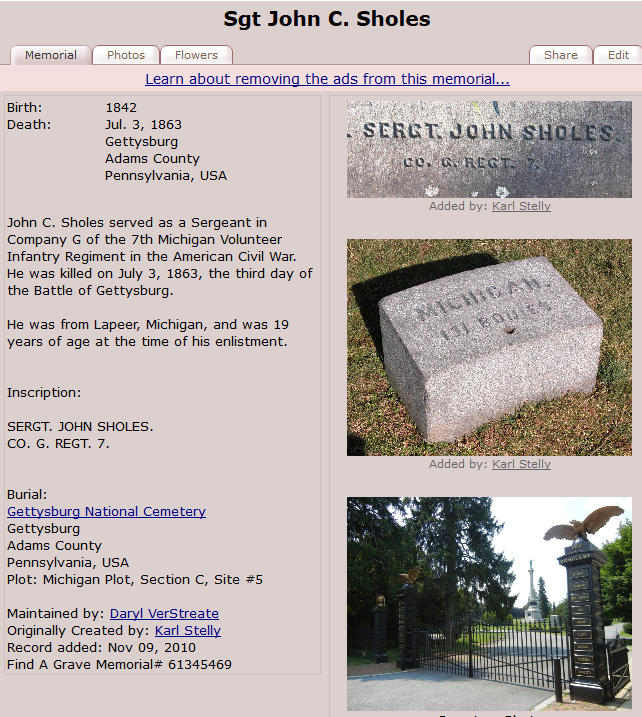 Sgt John C. Sholes
Memorial
Photos
Flowers
Share
Edit
Learn about removing the ads from this memorial...
Birth: 1842
Death: Jul. 3, 1863
Gettysburg
Adams County
Pennsylvania, USA
John C. Sholes served as a Sergeant in
Company G of the 7th Michigan Volunteer
Infantry Regiment in the American Civil War.
He was killed on July 3, 1863, the third day of
the Battle of Gettysburg.
He was from Lapeer, Michigan, and was 19
years of age at the time of his enlistment.
Inscription:
SERGT. JOHN SHOLES.
CO. G. REGT. 7.
Burial:
Gettysburg National Cemetery
Gettysburg
Adams County
Pennsylvania, USA
Plot: Michigan Plot, Section C, Site #5
Maintained by: Daryl VerStreate
Originally Created by: Karl Stelly
Record added: Nov 09, 2010
Find A Grave Memorial# 61345469
. SERGT. JOHN SHOLES.
CO. G. REGT. 7.
Added by: Karl Stelly
MICHIGAN.
171 BODIES
Added by: Karl Stelly